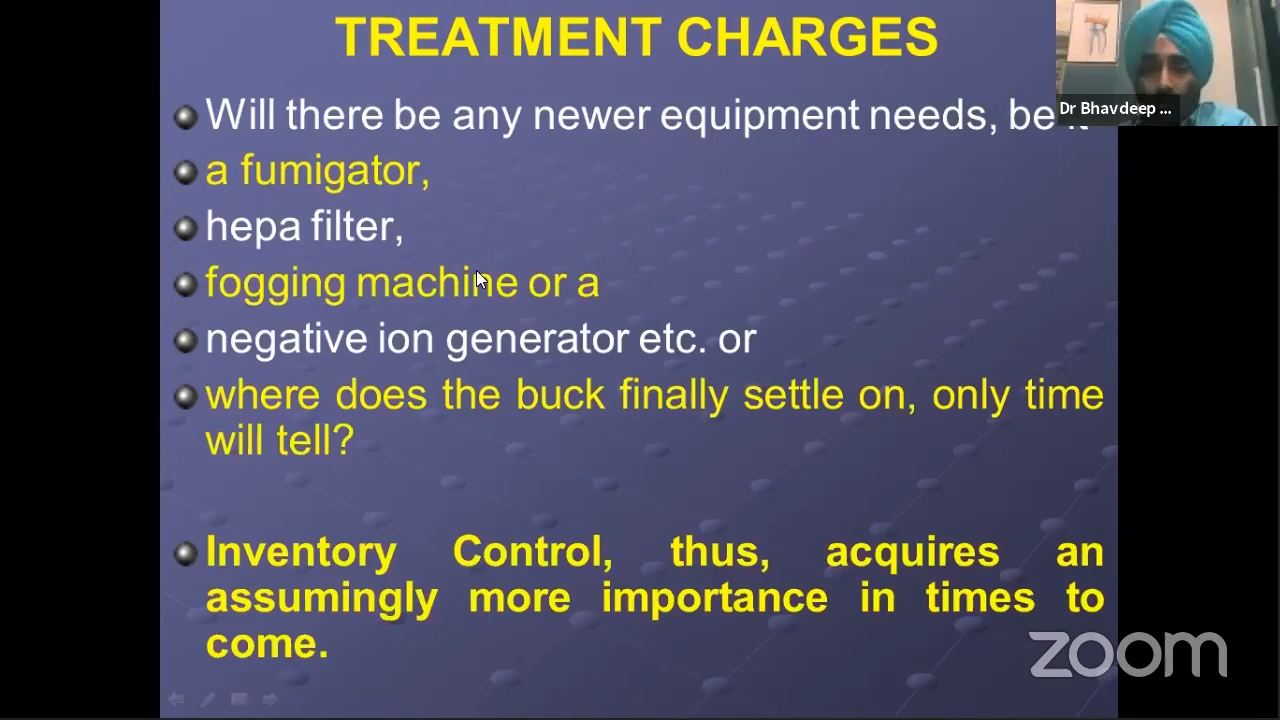 TREATMENT CHARGES
Will there be any newer equipment needs, be it
a fumigator,
hepa filter,
fogging machine or a
negative ion generator etc. or
where does the buck finally settle on, only time
will tell?
Inventory Control, thus, acquires an
assumingly more importance in times to
come.
Dr Bhavdeep ...
zoom